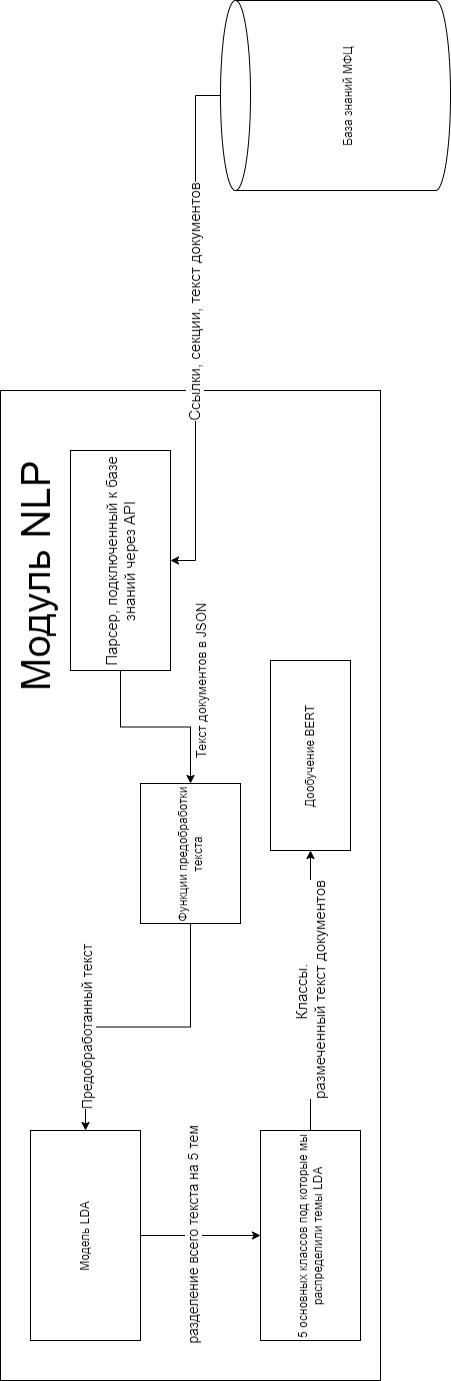 База знаний МФЦ
Ссылки, секции, текст документов
Модуль NLP
Парсер, подключенный к базе
знаний через API
Текст документов в JSON
Функции предобработки
текста
Предобработанный текст
Модель LDA
разделение всего текста на 5 тем
5 основных классов под которые мы
распределили темы LDA
Классы.
размеченный текст документов
Дообучение BERT